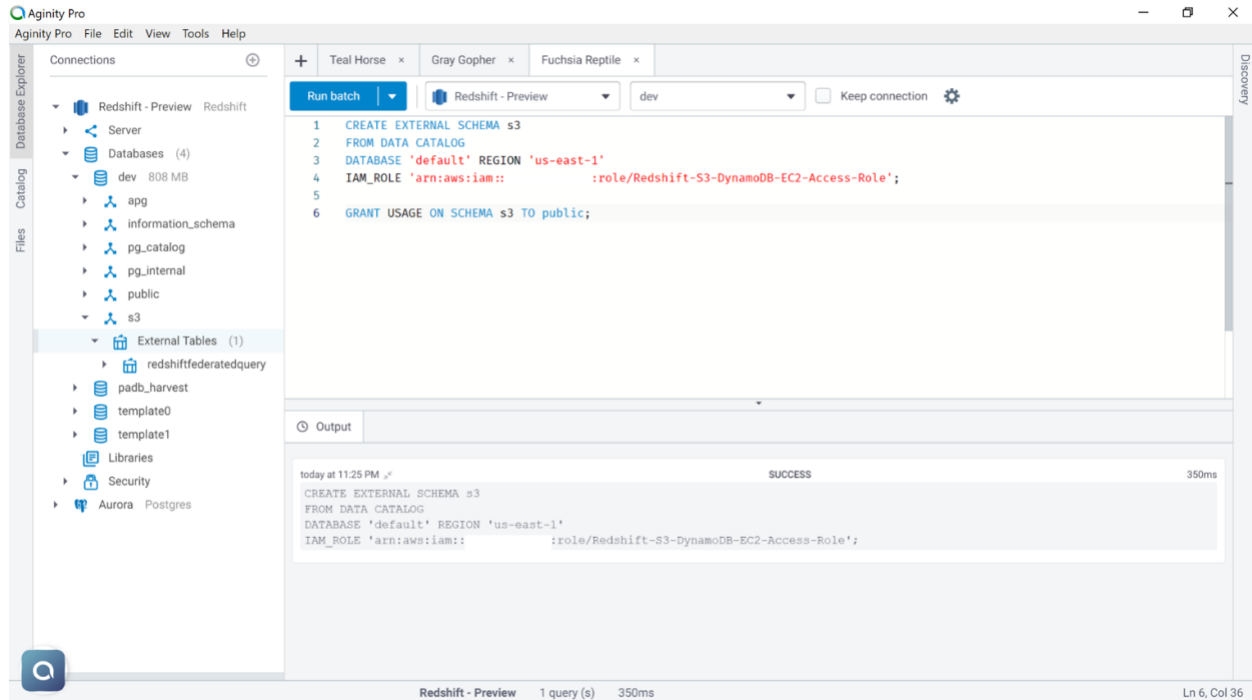 Aginity Pro
Aginity Pro File Edit View Tools Help
Database Explorer
Catalog
Files
Connections
Redshift - Preview Redshift
Server
Databases (4)
dev 808 MB
apg
information_schema
pg_catalog
pg_internal
public
s3
External Tables (1)
redshiftfederatedquery
padb_harvest
template0
template1
Libraries
Security
Aurora Postgres
+ Teal Horse × Gray Gopher × Fuchsia Reptile ×
Run batch Redshift - Preview dev Keep connection
1 CREATE EXTERNAL SCHEMA s3
2 FROM DATA CATALOG
3 DATABASE 'default' REGION 'us-east-1'
4 IAM_ROLE 'arn:aws:iam:: :role/Redshift-S3-DynamoDB-EC2-Access-Role';
5
6 GRANT USAGE ON SCHEMA s3 TO public;
Output
today at 11:25 PM SUCCESS 350ms
CREATE EXTERNAL SCHEMA s3
FROM DATA CATALOG
DATABASE 'default' REGION 'us-east-1'
IAM_ROLE 'arn:aws:iam:: :role/Redshift-S3-DynamoDB-EC2-Access-Role';
Discovery
Redshift - Preview 1 query (s) 350ms Ln 6, Col 36